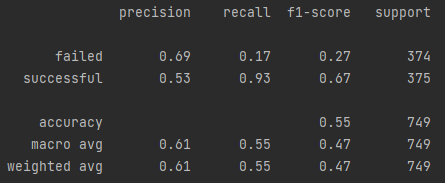 precision recall f1-score support
failed 0.69 0.17 0.27 374
successful 0.53 0.93 0.67 375
accuracy 0.55 749
macro avg 0.61 0.55 0.47 749
weighted avg 0.61 0.55 0.47 749